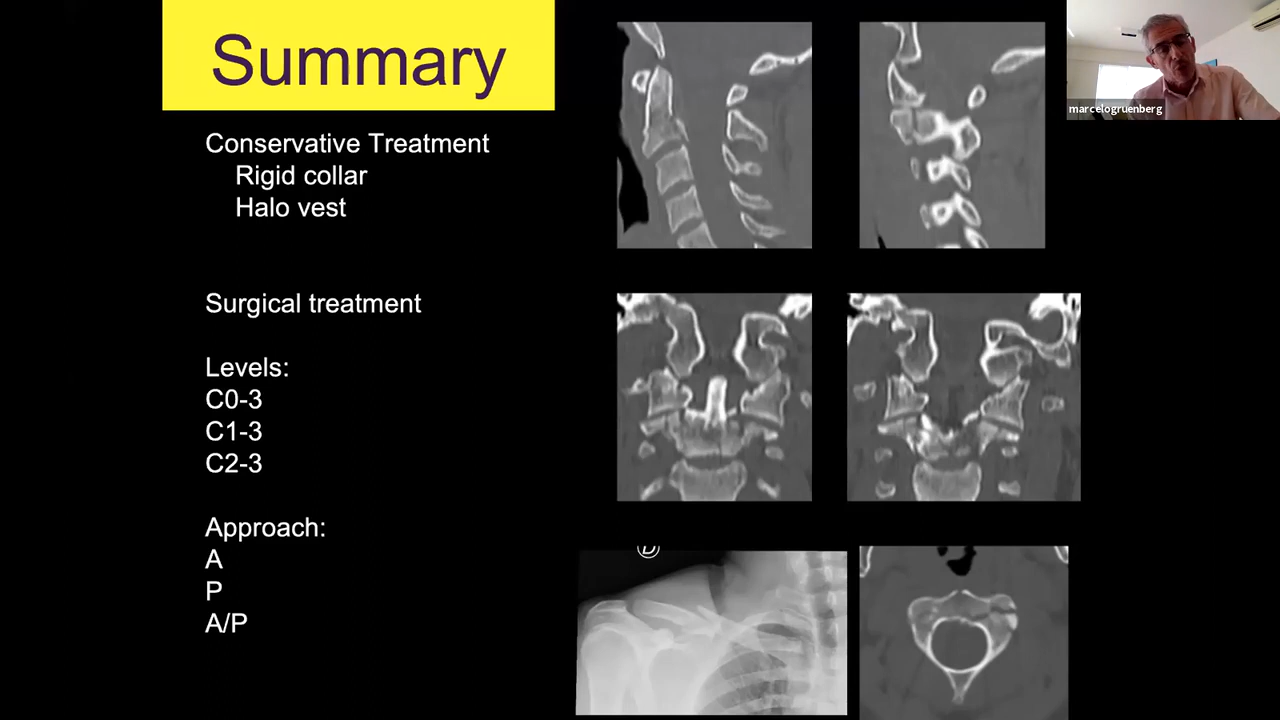 Summary
Conservative Treatment
Rigid collar
Halo vest
Surgical treatment
Levels:
C0-3
C1-3
C2-3
Approach:
A
P
A/P
marcelogruenberg
D